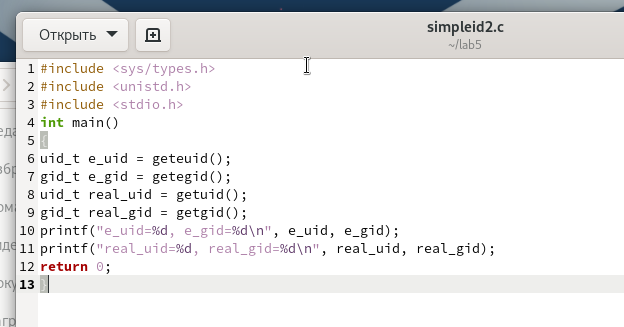 Открыть
simpleid2.c
~/lab5
1 #include <sys/types.h>
2 #include <unistd.h>
3 #include <stdio.h>
4 int main()
5 {
6 uid_t e_uid = geteuid();
7 gid_t e_gid = getegid();
8 uid_t real_uid = getuid();
9 gid_t real_gid = getgid();
10 printf("e_uid=%d, e_gid=%d\n", e_uid, e_gid);
11 printf("real_uid=%d, real_gid=%d\n", real_uid, real_gid);
12 return 0;
13 }